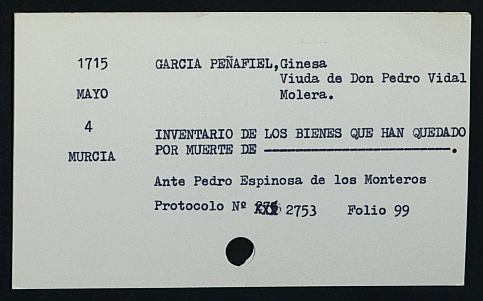 1715
GARCIA PEÑAFIEL,Ginesa
Viuda de Don Pedro Vidal
MAYO
Molera.
4
INVENTARIO DE LOS BIENES QUE HAN QUEDADO
MURCIA
POR MUERTE DE ————————————————.
Ante Pedro Espinosa de los Monteros
Protocolo Nº 2753 Folio 99